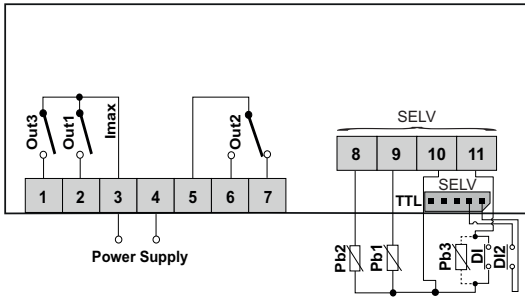 SELV
Out3
Out1
Imax
Out2
8 9 10 11
SELV
1 2 3 4 5 6 7
TTL
Power Supply
Pb2
Pb1
Pb3
DI
DI2